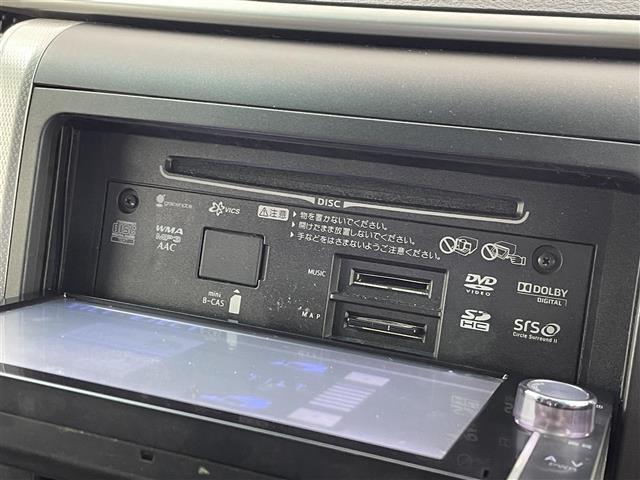 DISC
gracenote
VICS
⚠注意
▶物を置かないでください。
▶開けたまま放置しないでください。
▶手などをはさまないようご注意ください。
disc
WMA
MP3
AAC
mini
B-CAS
MUSIC
MAP
DVD
VIDEO
DOLBY
DIGITAL
SD
HC
SRS
Circle Surround II
A.V
PWR